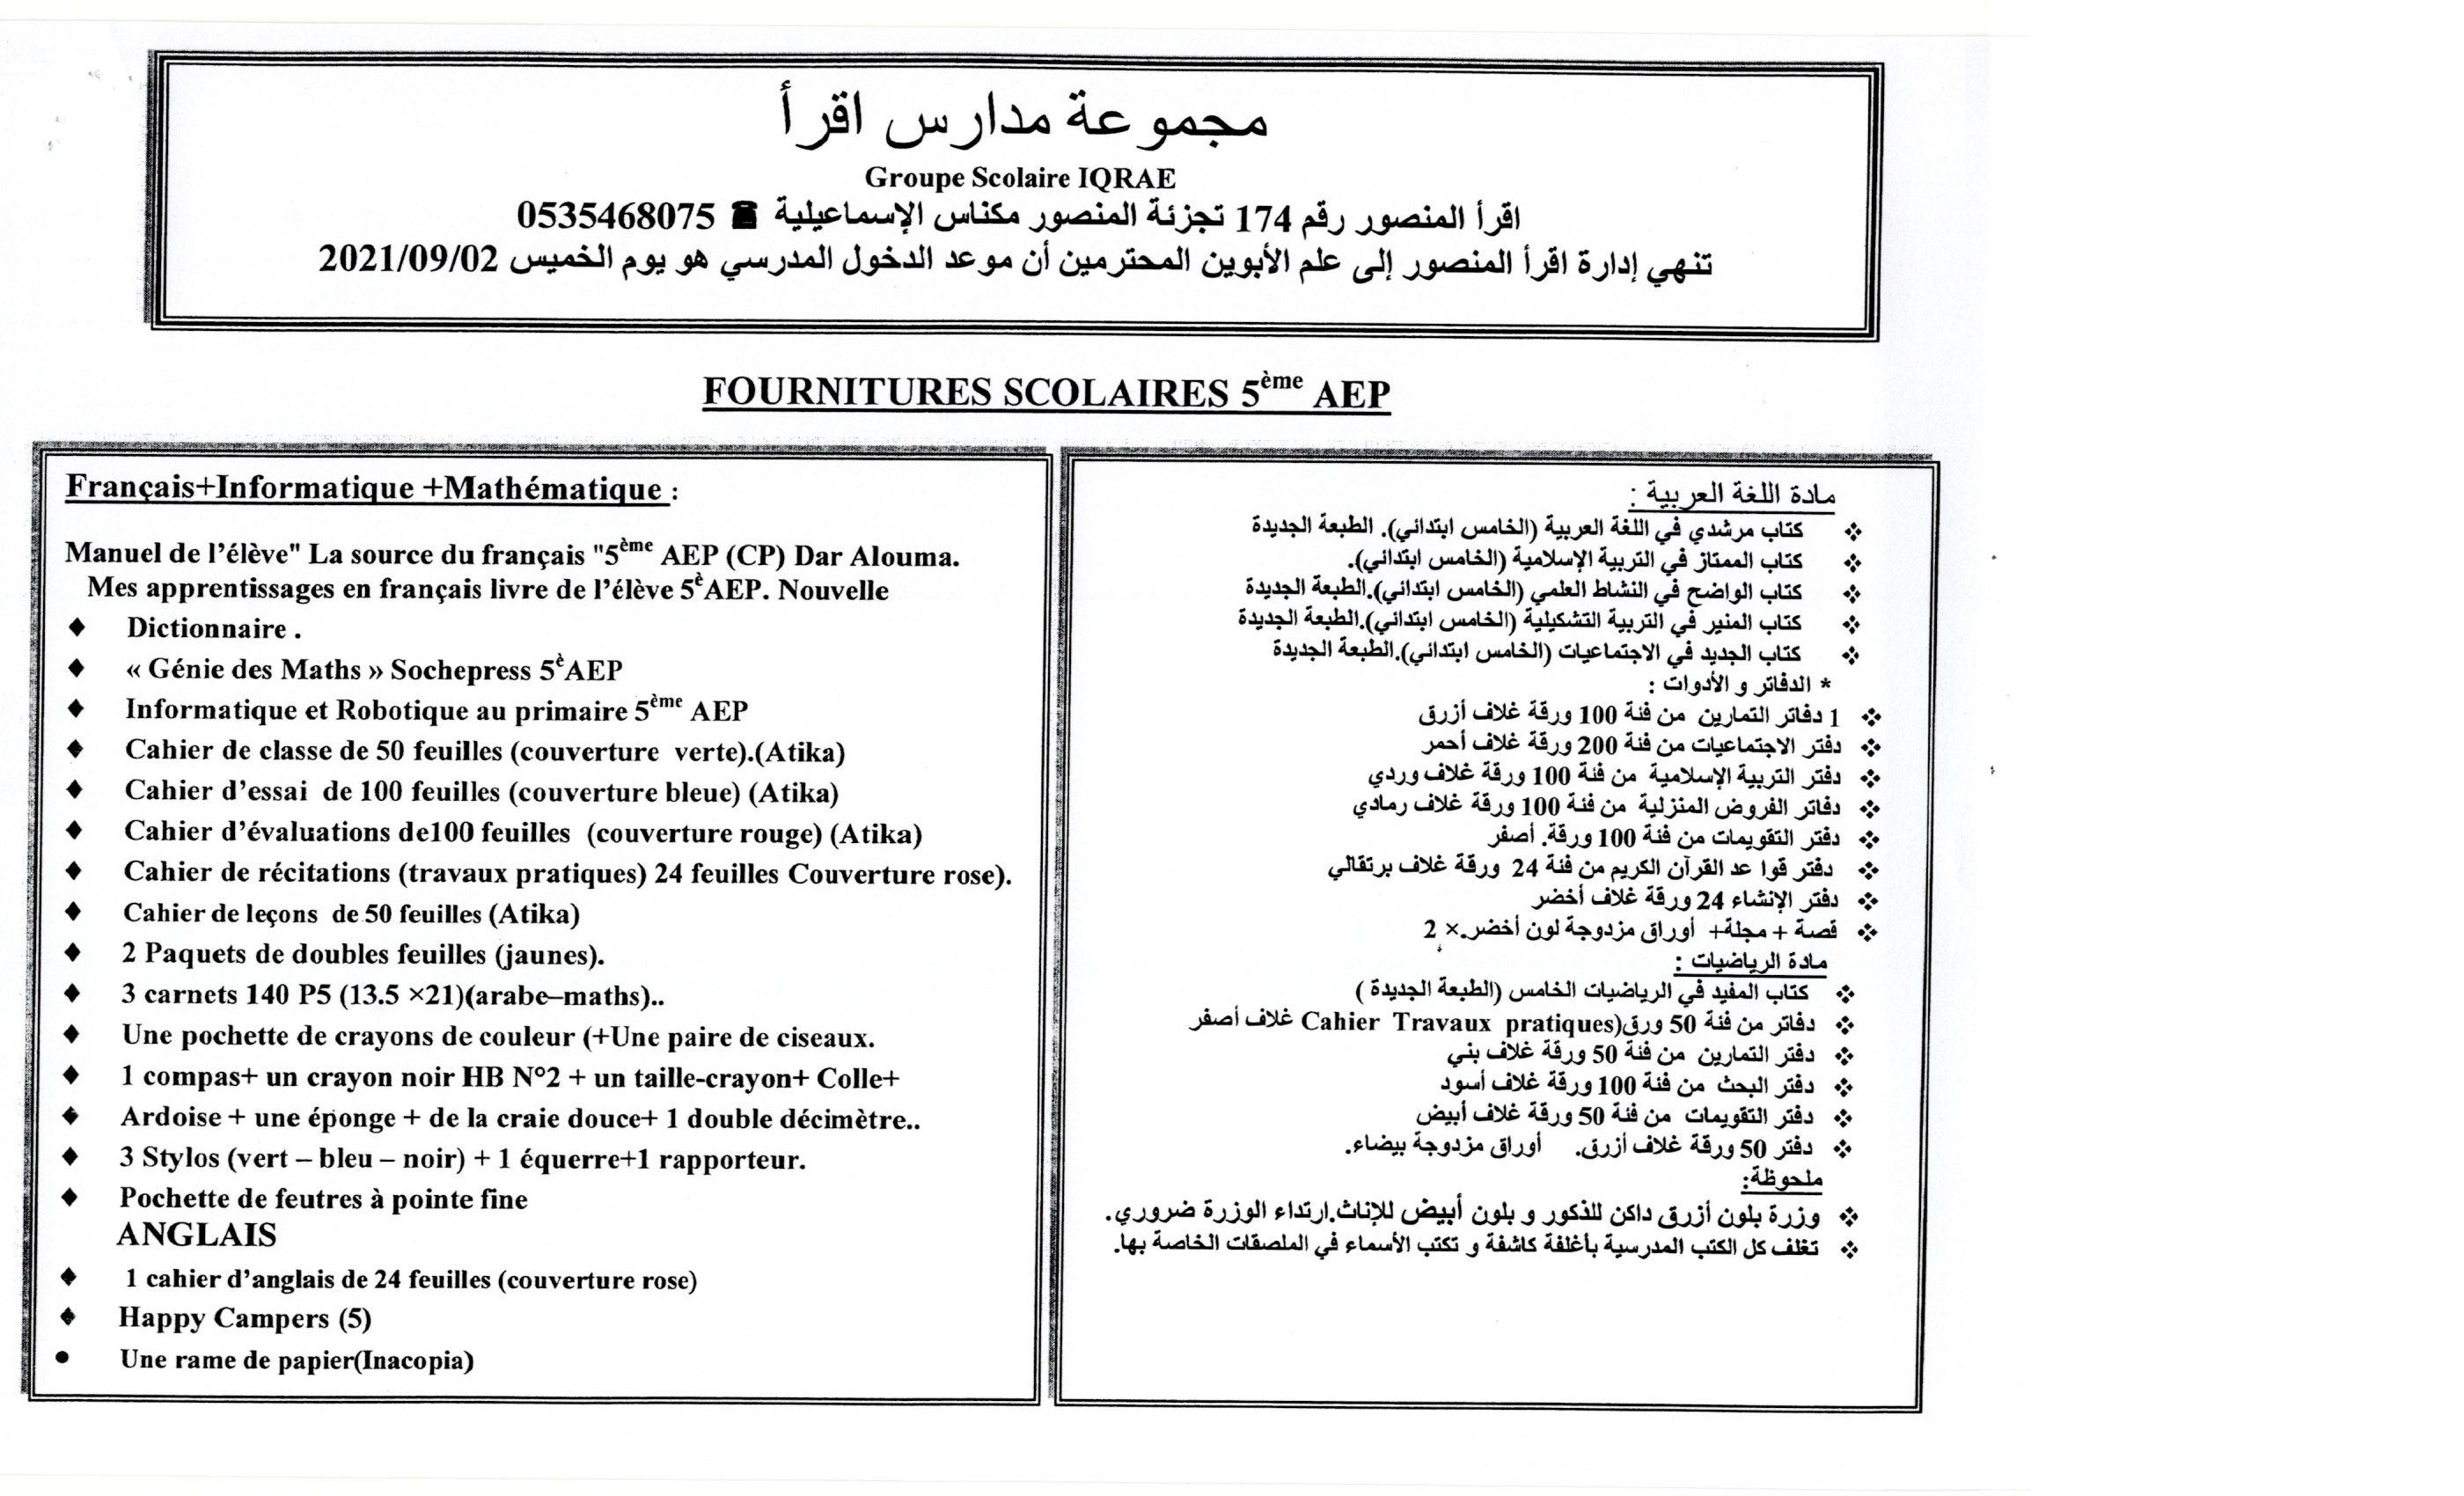 مجموعة مدارس اقرأ
Groupe Scolaire IQRAE
اقرأ المنصور رقم 174 تجزئة المنصور مكناس الإسماعيلية ☎ 0535468075
تنهي إدارة اقرأ المنصور إلى علم الأبوين المحترمين أن موعد الدخول المدرسي هو يوم الخميس 2021/09/02
FOURNITURES SCOLAIRES 5ème AEP
Français+Informatique +Mathématique :
Manuel de l'élève" La source du français "5ème AEP (CP) Dar Alouma.
Mes apprentissages en français livre de l'élève 5èAEP. Nouvelle
♦ Dictionnaire .
♦ « Génie des Maths » Sochepress 5èAEP
♦ Informatique et Robotique au primaire 5ème AEP
♦ Cahier de classe de 50 feuilles (couverture verte).(Atika)
♦ Cahier d'essai de 100 feuilles (couverture bleue) (Atika)
♦ Cahier d'évaluations de100 feuilles (couverture rouge) (Atika)
♦ Cahier de récitations (travaux pratiques) 24 feuilles Couverture rose).
♦ Cahier de leçons de 50 feuilles (Atika)
♦ 2 Paquets de doubles feuilles (jaunes).
♦ 3 carnets 140 P5 (13.5 ×21)(arabe–maths)..
♦ Une pochette de crayons de couleur (+Une paire de ciseaux.
♦ 1 compas+ un crayon noir HB N°2 + un taille-crayon+ Colle+
♦ Ardoise + une éponge + de la craie douce+ 1 double décimètre..
♦ 3 Stylos (vert – bleu – noir) + 1 équerre+1 rapporteur.
♦ Pochette de feutres à pointe fine
ANGLAIS
♦ 1 cahier d'anglais de 24 feuilles (couverture rose)
♦ Happy Campers (5)
• Une rame de papier(Inacopia)
مادة اللغة العربية :
❖ كتاب مرشدي في اللغة العربية (الخامس ابتدائي). الطبعة الجديدة
❖ كتاب الممتاز في التربية الإسلامية (الخامس ابتدائي).
❖ كتاب الواضح في النشاط العلمي (الخامس ابتدائي).الطبعة الجديدة
❖ كتاب المنير في التربية التشكيلية (الخامس ابتدائي).الطبعة الجديدة
❖ كتاب الجديد في الاجتماعيات (الخامس ابتدائي).الطبعة الجديدة
* الدفاتر و الأدوات :
❖ 1 دفاتر التمارين من فئة 100 ورقة غلاف أزرق
❖ دفتر الاجتماعيات من فئة 200 ورقة غلاف أحمر
❖ دفتر التربية الإسلامية من فئة 100 ورقة غلاف وردي
❖ دفاتر الفروض المنزلية من فئة 100 ورقة غلاف رمادي
❖ دفتر التقويمات من فئة 100 ورقة. أصفر
❖ دفتر قوا عد القرآن الكريم من فئة 24 ورقة غلاف برتقالي
❖ دفتر الإنشاء 24 ورقة غلاف أخضر
❖ قصة + مجلة+ أوراق مزدوجة لون أخضر.× 2
مادة الرياضيات :
❖ كتاب المفيد في الرياضيات الخامس (الطبعة الجديدة )
❖ دفاتر من فئة 50 ورق(Cahier Travaux pratiques غلاف أصفر
❖ دفتر التمارين من فئة 50 ورقة غلاف بني
❖ دفتر البحث من فئة 100 ورقة غلاف أسود
❖ دفتر التقويمات من فئة 50 ورقة غلاف أبيض
❖ دفتر 50 ورقة غلاف أزرق. أوراق مزدوجة بيضاء.
ملحوظة:
❖ وزرة بلون أزرق داكن للذكور و بلون أبيض للإناث.ارتداء الوزرة ضروري.
❖ تغلف كل الكتب المدرسية بأغلفة كاشفة و تكتب الأسماء في الملصقات الخاصة بها.